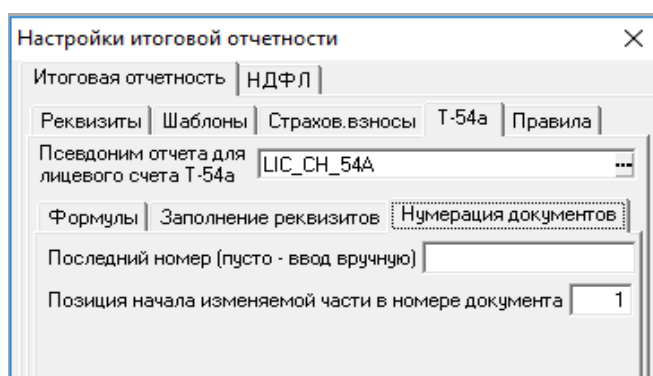 Настройки итоговой отчетности
Итоговая отчетность НДФЛ
Реквизиты Шаблоны Страхов.взносы Т-54а Правила
Псевдоним отчета для
лицевого счета Т-54а
LIC_CH_54A ...
Формулы Заполнение реквизитов Нумерация документов
Последний номер (пусто - ввод вручную)
Позиция начала изменяемой части в номере документа 1